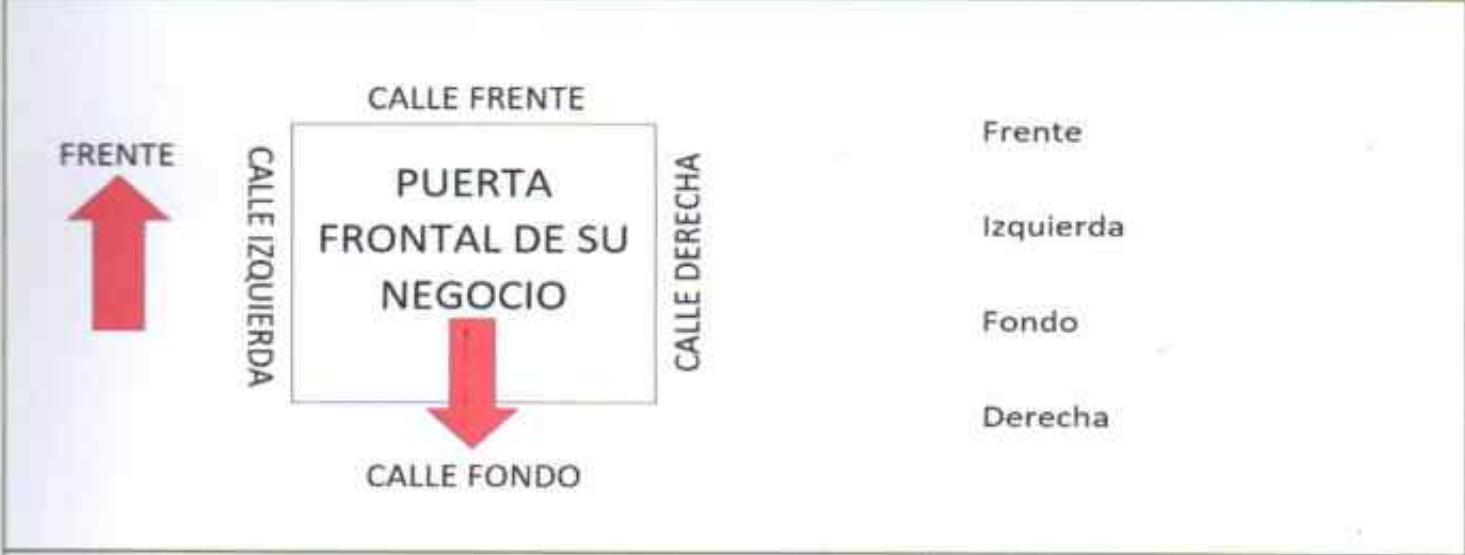 CALLE FRENTE
FRENTE
CALLE IZQUIERDA
PUERTA
FRONTAL DE SU
NEGOCIO
CALLE DERECHA
CALLE FONDO
Frente
Izquierda
Fondo
Derecha